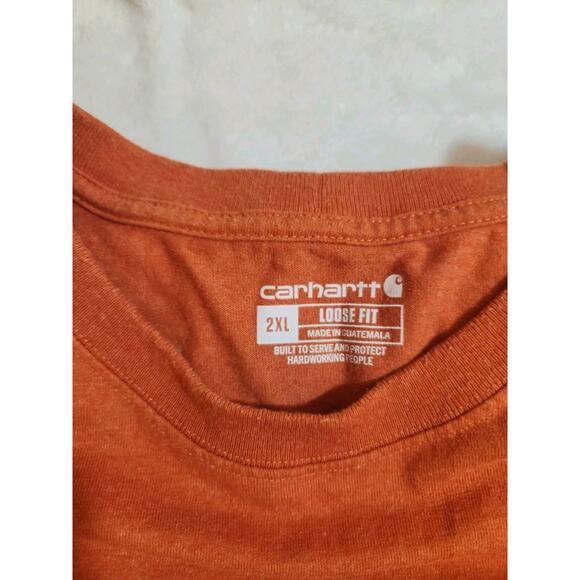 carhartt
2XL
LOOSE FIT
MADE IN GUATEMALA
BUILT TO SERVE AND PROTECT
HARDWORKING PEOPLE